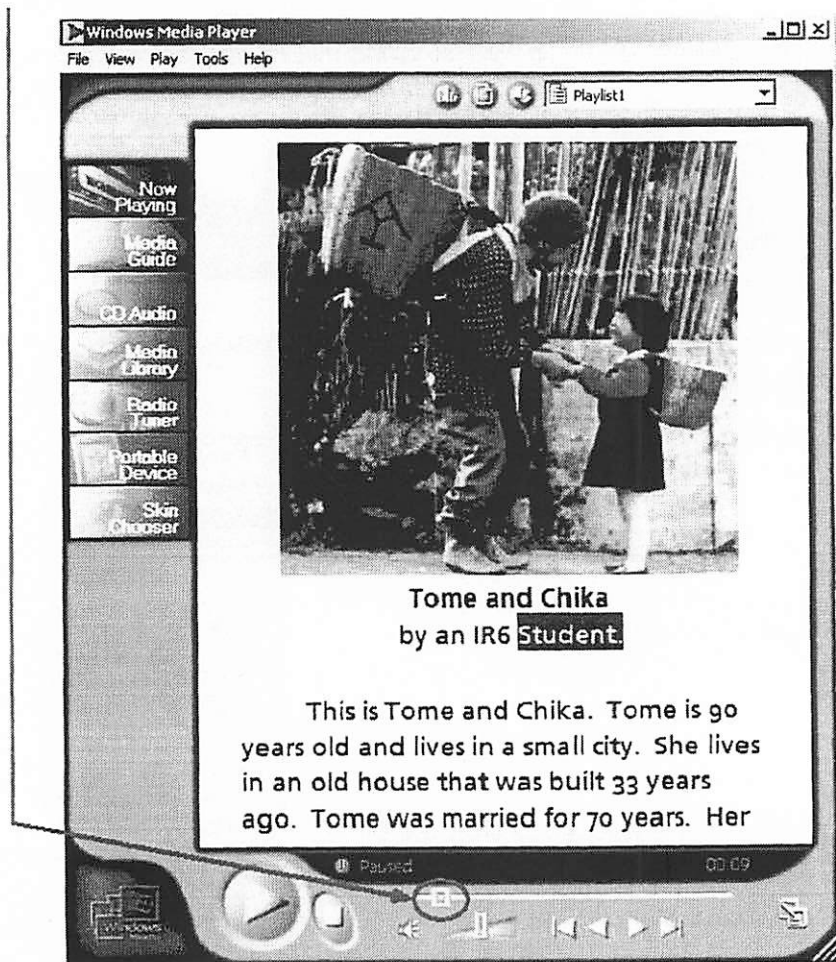 Windows Media Player
File View Play Tools Help
Playlist1
Now
Playing
Media
Guide
CD Audio
Media
Library
Radio
Tuner
Portable
Device
Skin
Chooser
Tome and Chika
by an IR6 Student.
This is Tome and Chika. Tome is 90
years old and lives in a small city. She lives
in an old house that was built 33 years
ago. Tome was married for 70 years. Her
Paused 00:09
Windows